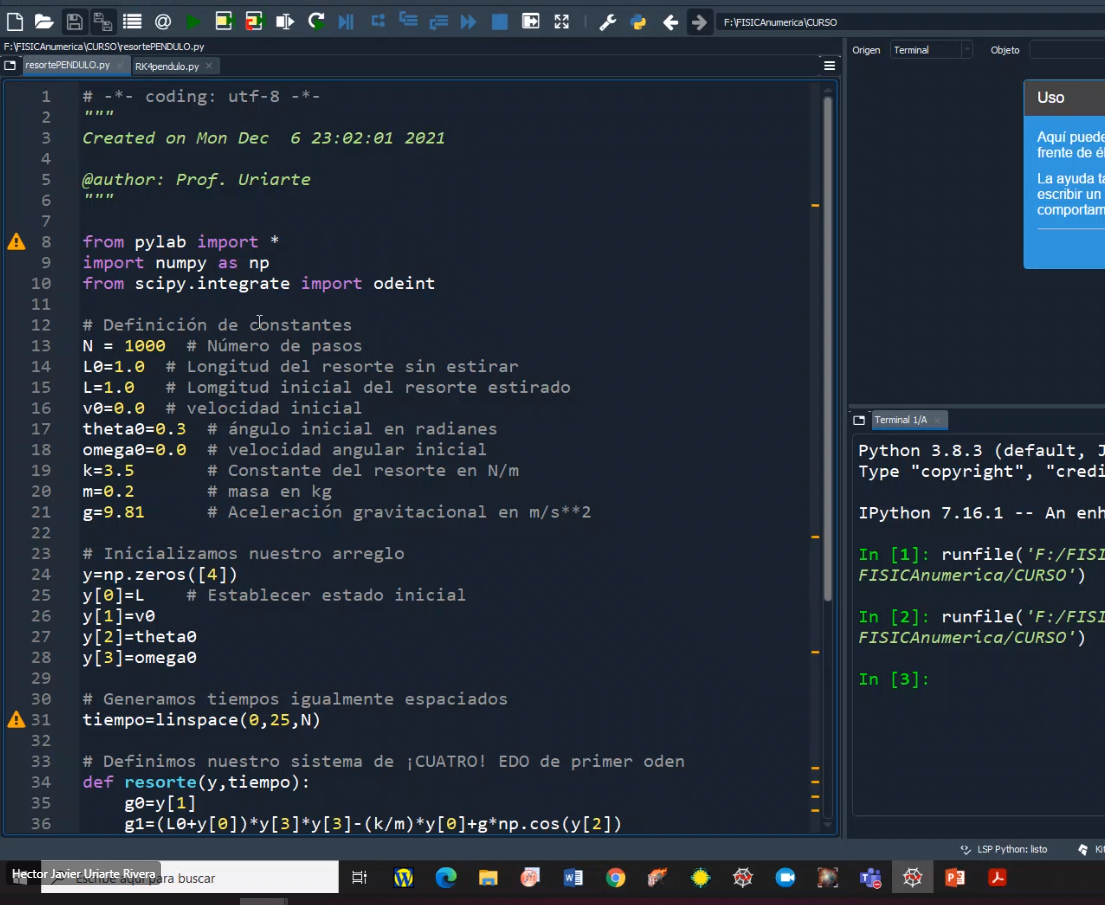 F:\FISICAnumerica\CURSO
F:\FISICAnumerica\CURSO\resortePENDULO.py
resortePENDULO.py
RK4pendulo.py
1 # -*- coding: utf-8 -*-
2 """
3 Created on Mon Dec  6 23:02:01 2021
4
5 @author: Prof. Uriarte
6 """
7
8 from pylab import *
9 import numpy as np
10 from scipy.integrate import odeint
11
12 # Definición de constantes
13 N = 1000  # Número de pasos
14 L0=1.0  # Longitud del resorte sin estirar
15 L=1.0   # Lomgitud inicial del resorte estirado
16 v0=0.0  # velocidad inicial
17 theta0=0.3  # ángulo inicial en radianes
18 omega0=0.0  # velocidad angular inicial
19 k=3.5       # Constante del resorte en N/m
20 m=0.2       # masa en kg
21 g=9.81      # Aceleración gravitacional en m/s**2
22
23 # Inicializamos nuestro arreglo
24 y=np.zeros([4])
25 y[0]=L    # Establecer estado inicial
26 y[1]=v0
27 y[2]=theta0
28 y[3]=omega0
29
30 # Generamos tiempos igualmente espaciados
31 tiempo=linspace(0,25,N)
32
33 # Definimos nuestro sistema de ¡CUATRO! EDO de primer oden
34 def resorte(y,tiempo):
35     g0=y[1]
36     g1=(L0+y[0])*y[3]*y[3]-(k/m)*y[0]+g*np.cos(y[2])
Origen Terminal Objeto
Uso
Aquí puede
frente de él
La ayuda ta
escribir un
comportam
Terminal 1/A
Python 3.8.3 (default, J
Type "copyright", "credi
IPython 7.16.1 -- An enh
In [1]: runfile('F:/FISI
FISICAnumerica/CURSO')
In [2]: runfile('F:/FISI
FISICAnumerica/CURSO')
In [3]:
LSP Python: listo
Kit
Hector Javier Uriarte Rivera
Escribe aquí para buscar